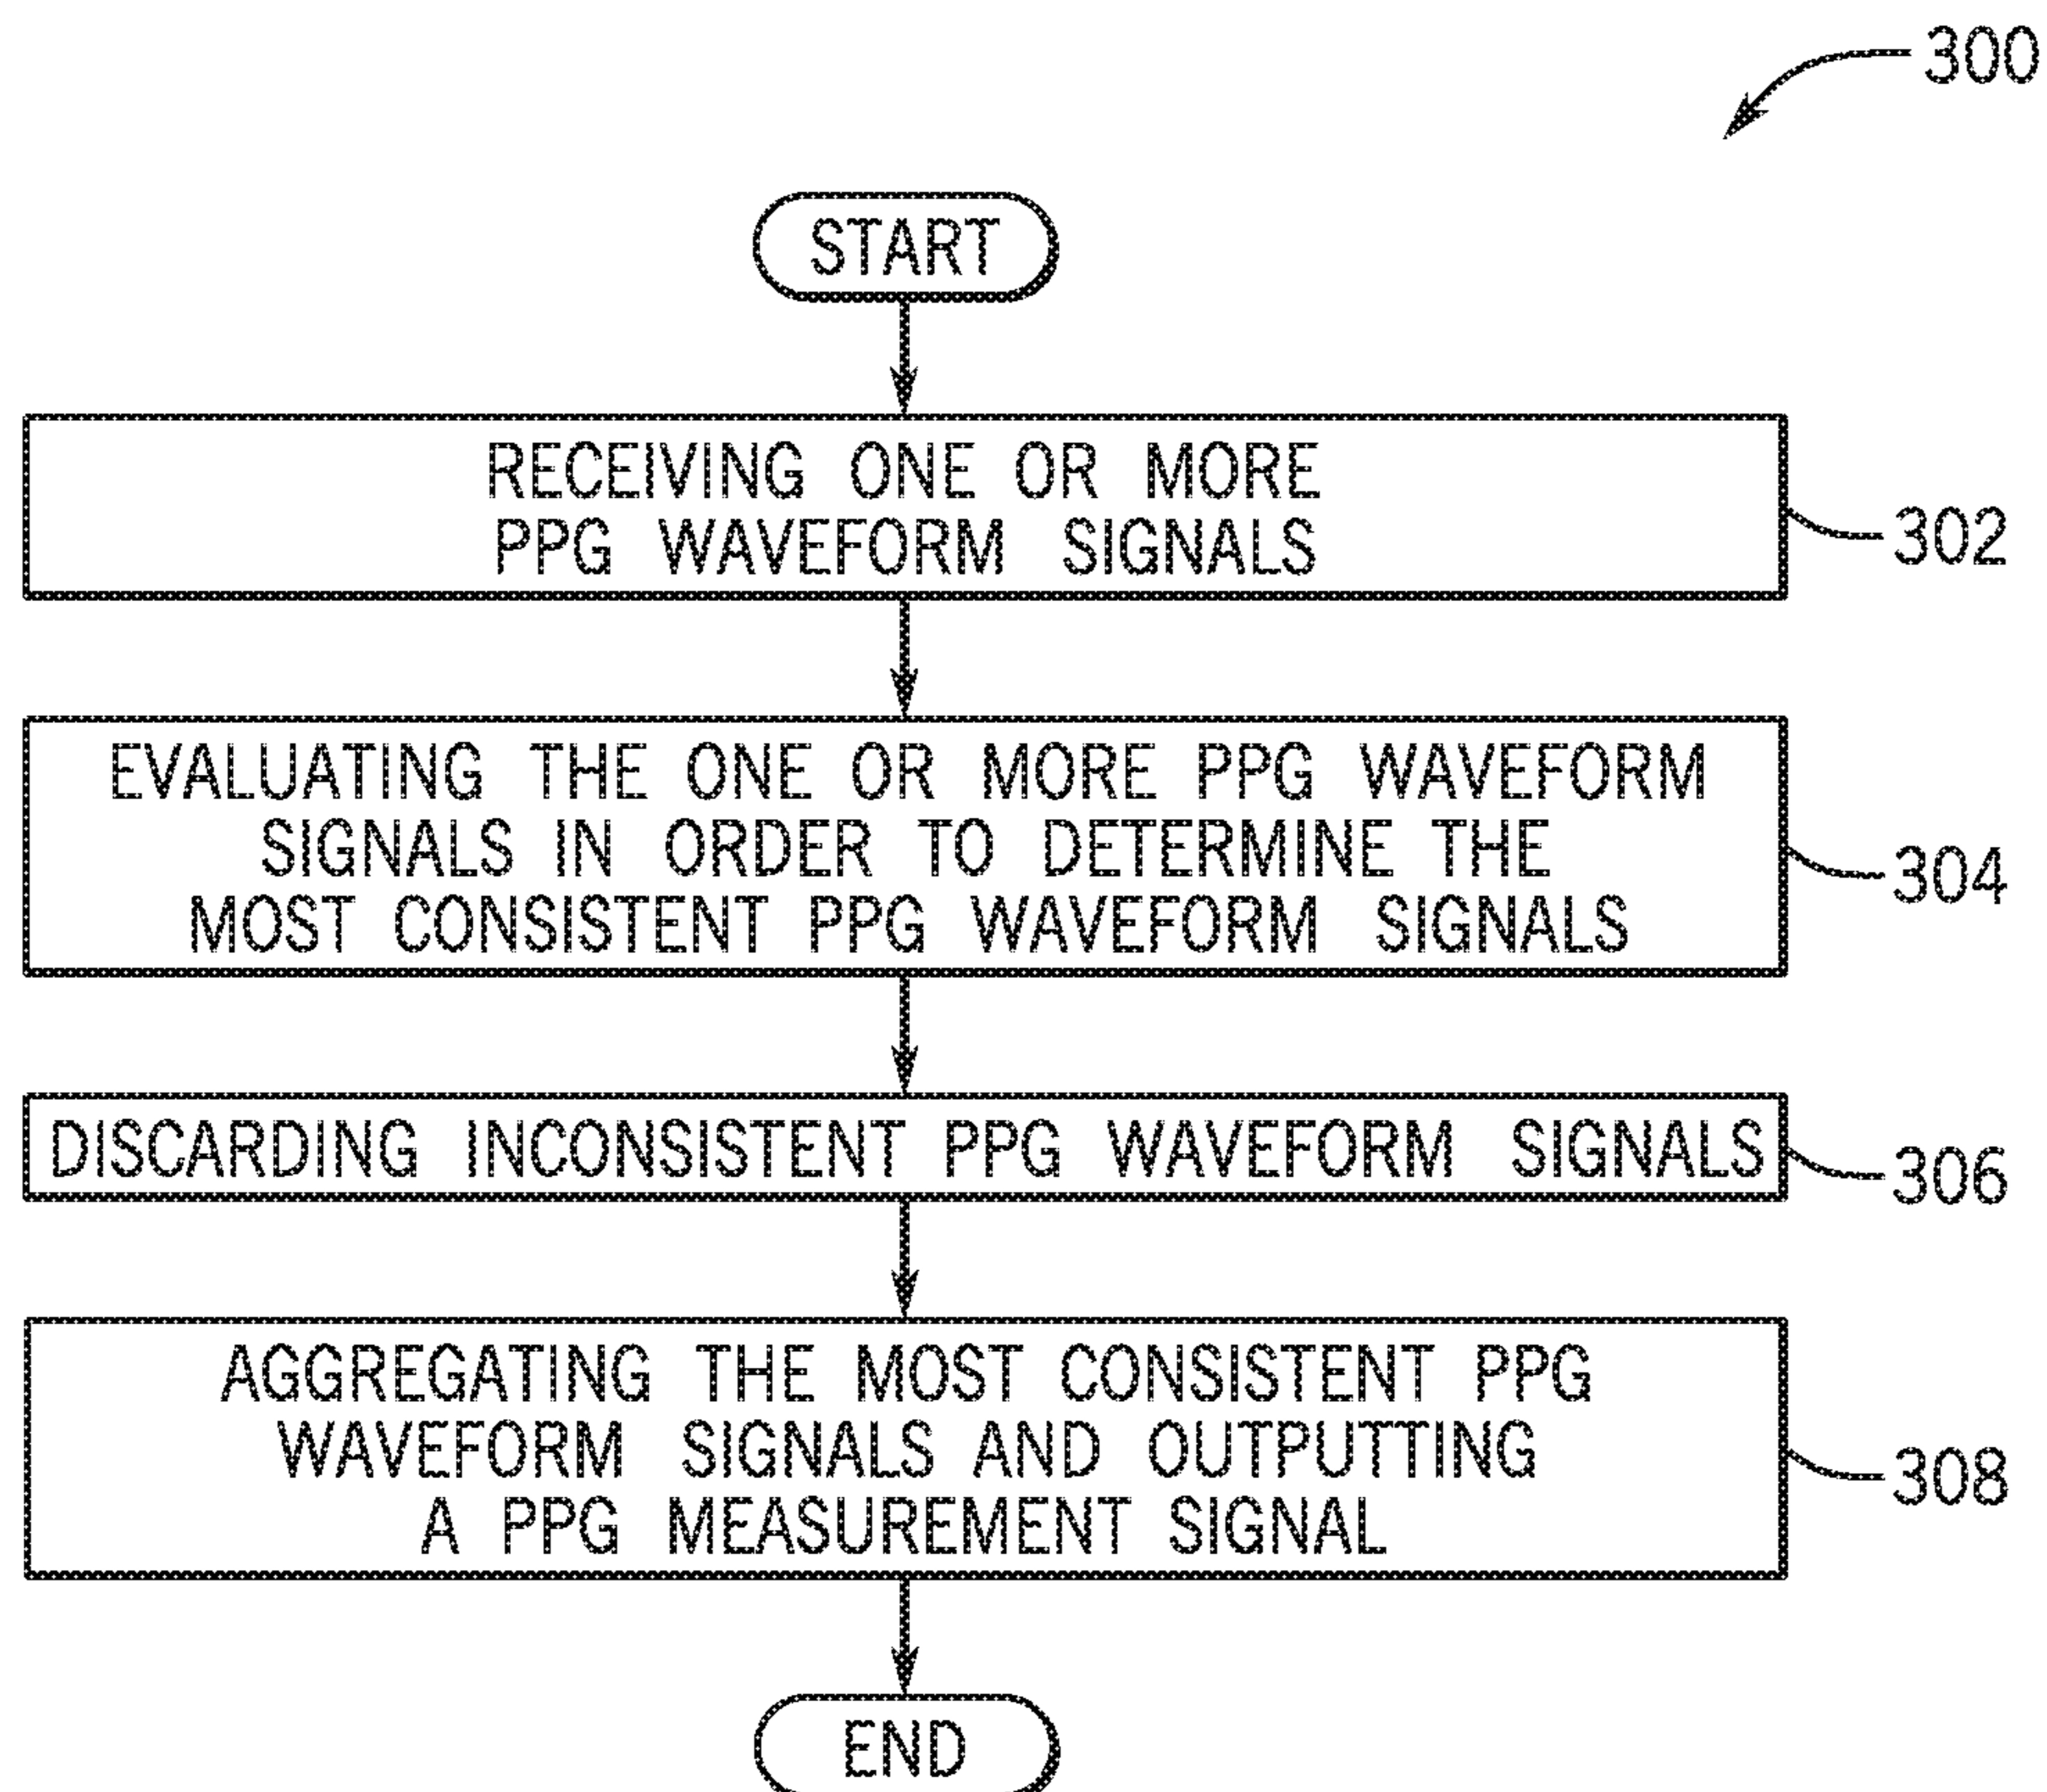 300
START
RECEIVING ONE OR MORE
PPG WAVEFORM SIGNALS
302
EVALUATING THE ONE OR MORE PPG WAVEFORM
SIGNALS IN ORDER TO DETERMINE THE
MOST CONSISTENT PPG WAVEFORM SIGNALS
304
DISCARDING INCONSISTENT PPG WAVEFORM SIGNALS
306
AGGREGATING THE MOST CONSISTENT PPG
WAVEFORM SIGNALS AND OUTPUTTING
A PPG MEASUREMENT SIGNAL
308
END